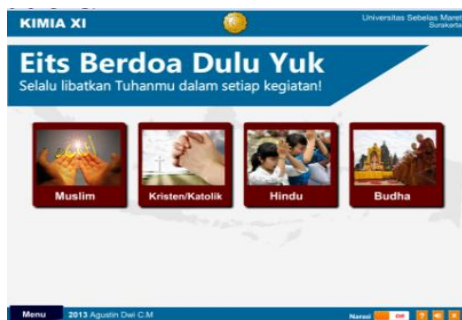 KIMIA XI
Universitas Sebelas Maret
Surakarta
Eits Berdoa Dulu Yuk
Selalu libatkan Tuhanmu dalam setiap kegiatan!
Muslim
Kristen/Katolik
Hindu
Budha
Menu
2013 Agustin Dwi C.M
Narasi
Off
?